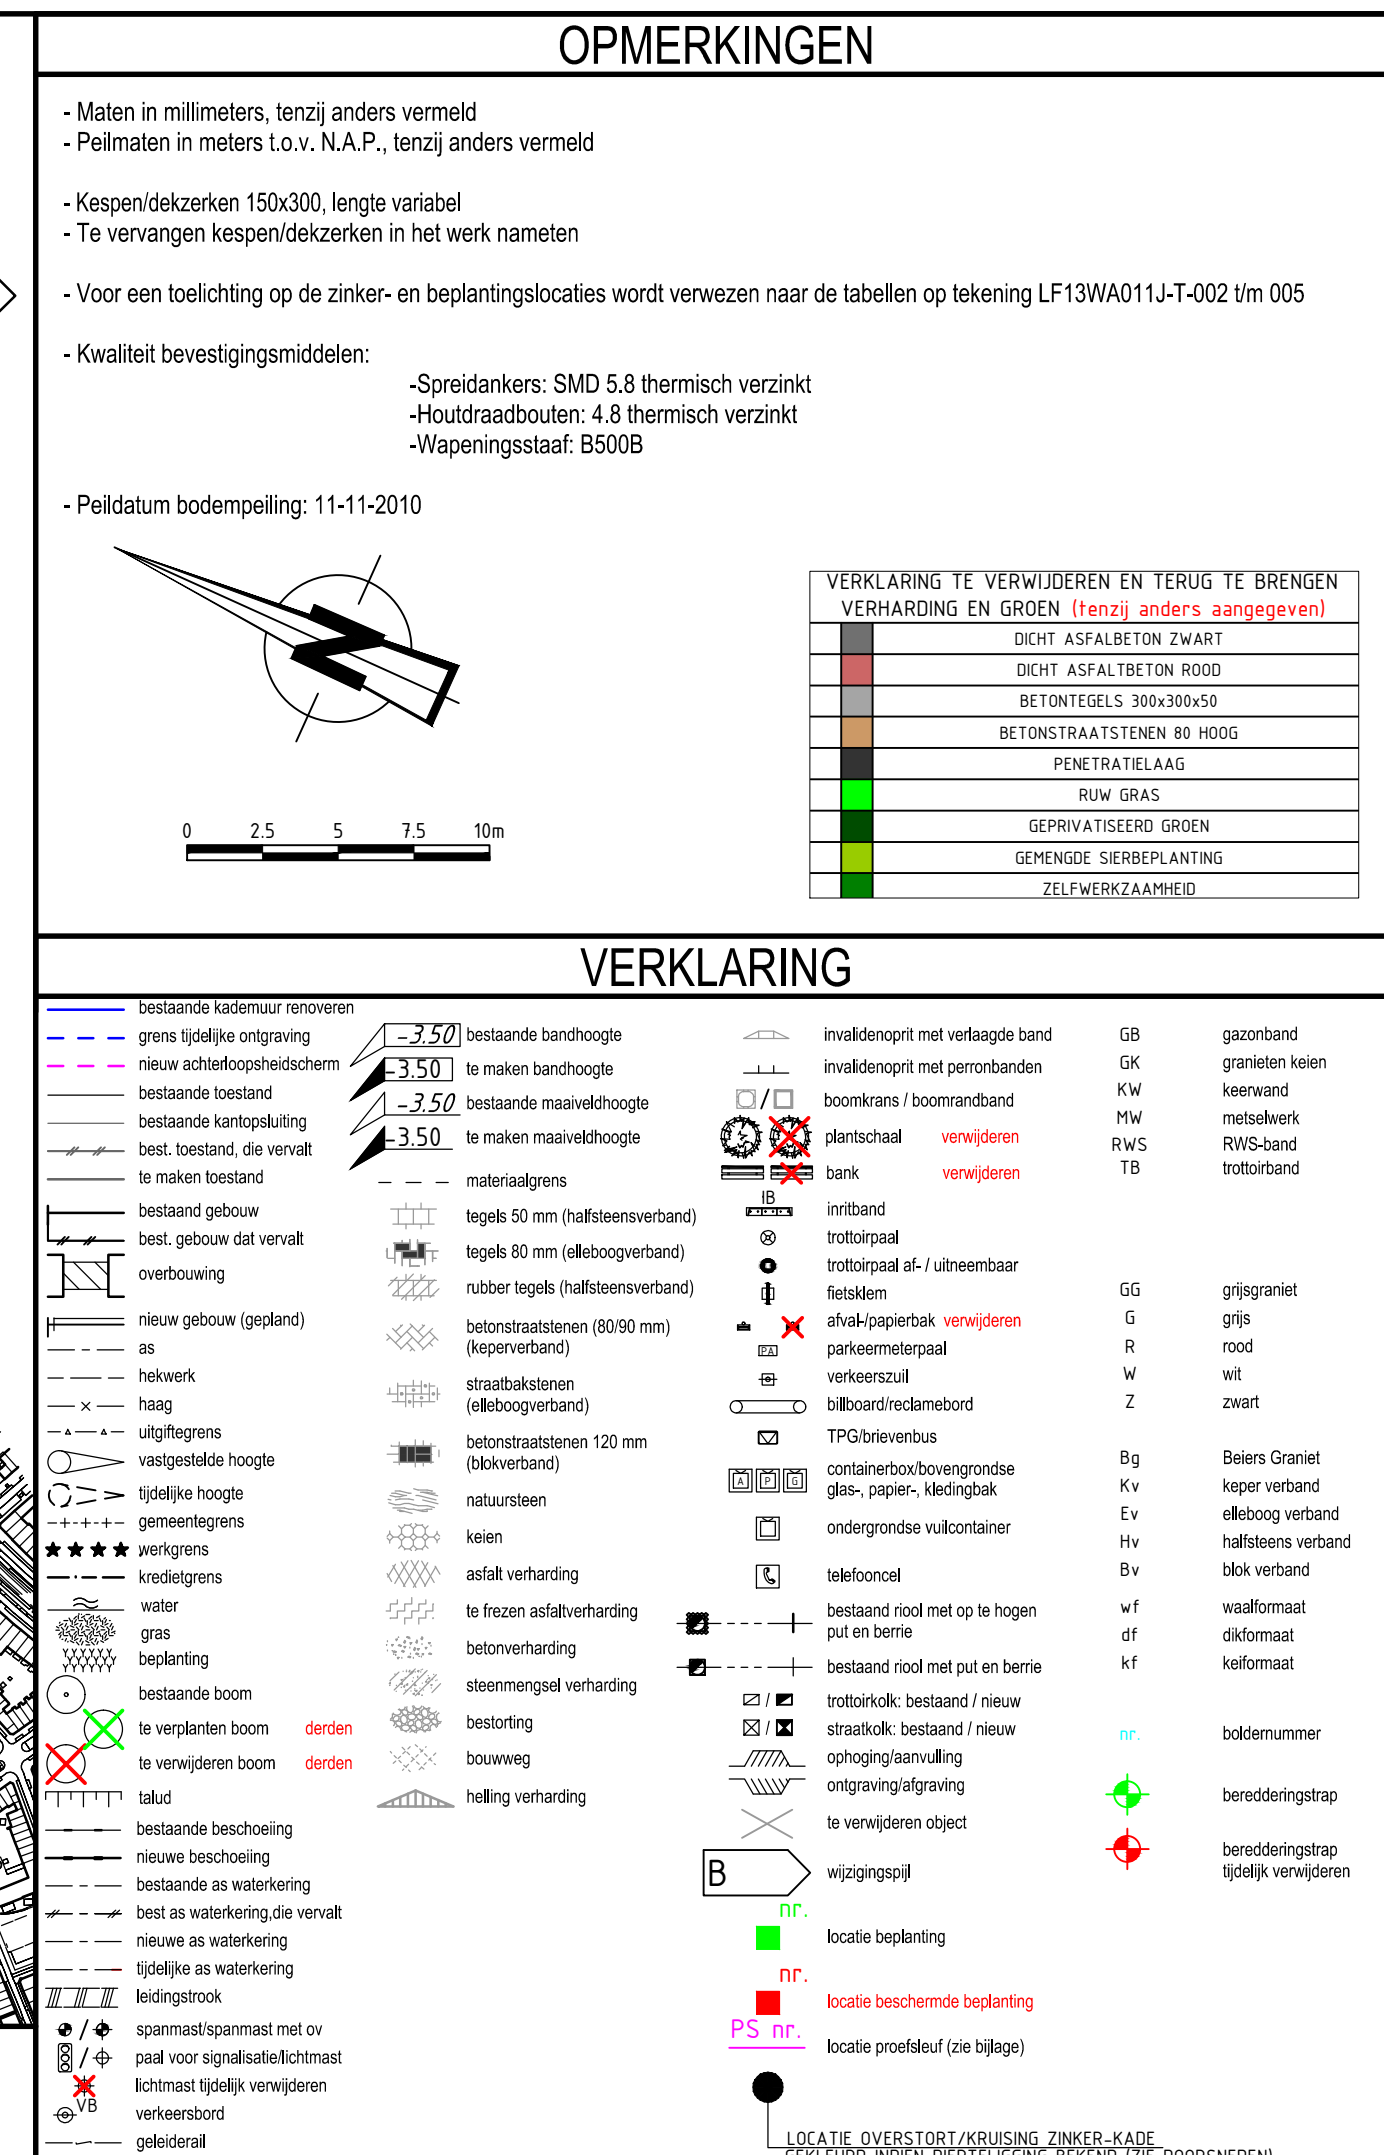 OPMERKINGEN
- Maten in millimeters, tenzij anders vermeld
- Peilmaten in meters t.o.v. N.A.P., tenzij anders vermeld
- Kespen/dekzerken 150x300, lengte variabel
- Te vervangen kespen/dekzerken in het werk nameten
- Voor een toelichting op de zinker- en beplantingslocaties wordt verwezen naar de tabellen op tekening LF13WA011J-T-002 t/m 005
- Kwaliteit bevestigingsmiddelen:
-Spreidankers: SMD 5.8 thermisch verzinkt
-Houtdraadbouten: 4.8 thermisch verzinkt
-Wapeningsstaaf: B500B
- Peildatum bodempeiling: 11-11-2010
N
0 2.5 5 7.5 10m
VERKLARING TE VERWIJDEREN EN TERUG TE BRENGEN
VERHARDING EN GROEN (tenzij anders aangegeven)
DICHT ASFALBETON ZWART
DICHT ASFALTBETON ROOD
BETONTEGELS 300x300x50
BETONSTRAATSTENEN 80 HOOG
PENETRATIELAAG
RUW GRAS
GEPRIVATISEERD GROEN
GEMENGDE SIERBEPLANTING
ZELFWERKZAAMHEID
VERKLARING
bestaande kademuur renoveren
grens tijdelijke ontgraving
nieuw achterloopsheidscherm
bestaande toestand
bestaande kantopsluiting
best. toestand, die vervalt
te maken toestand
bestaand gebouw
best. gebouw dat vervalt
overbouwing
nieuw gebouw (gepland)
as
hekwerk
haag
uitgiftegrens
vastgestelde hoogte
tijdelijke hoogte
gemeentegrens
werkgrens
kredietgrens
water
gras
beplanting
bestaande boom
te verplanten boom derden
te verwijderen boom derden
talud
bestaande beschoeiing
nieuwe beschoeiing
bestaande as waterkering
best as waterkering,die vervalt
nieuwe as waterkering
tijdelijke as waterkering
leidingstrook
spanmast/spanmast met ov
paal voor signalisatie/lichtmast
lichtmast tijdelijk verwijderen
VB
verkeersbord
geleiderail
-3.50 bestaande bandhoogte
-3.50 te maken bandhoogte
-3.50 bestaande maaiveldhoogte
-3.50 te maken maaiveldhoogte
materiaalgrens
tegels 50 mm (halfsteensverband)
tegels 80 mm (elleboogverband)
rubber tegels (halfsteensverband)
betonstraatstenen (80/90 mm)
(keperverband)
straatbakstenen
(elleboogverband)
betonstraatstenen 120 mm
(blokverband)
natuursteen
keien
asfalt verharding
te frezen asfaltverharding
betonverharding
steenmengsel verharding
bestorting
bouwweg
helling verharding
invalidenoprit met verlaagde band
invalidenoprit met perronbanden
/ boomkrans / boomrandband
plantschaal verwijderen
bank verwijderen
IB
inritband
trottoirpaal
trottoirpaal af- / uitneembaar
fietsklem
afval-/papierbak verwijderen
PA parkeermeterpaal
verkeerszuil
billboard/reclamebord
TPG/brievenbus
containerbox/bovengrondse
A P G glas-, papier-, kledingbak
ondergrondse vuilcontainer
telefooncel
bestaand riool met op te hogen
put en berrie
bestaand riool met put en berrie
/ trottoirkolk: bestaand / nieuw
/ straatkolk: bestaand / nieuw
ophoging/aanvulling
ontgraving/afgraving
te verwijderen object
B wijzigingspijl
nr.
locatie beplanting
nr.
locatie beschermde beplanting
PS nr.
locatie proefsleuf (zie bijlage)
LOCATIE OVERSTORT/KRUISING ZINKER-KADE
GEKLEURD INDIEN DIEPTELIGGING BEKEND (ZIE DOORSNEDEN)
GB gazonband
GK granieten keien
KW keerwand
MW metselwerk
RWS RWS-band
TB trottoirband
GG grijsgraniet
G grijs
R rood
W wit
Z zwart
Bg Beiers Graniet
Kv keper verband
Ev elleboog verband
Hv halfsteens verband
Bv blok verband
wf waalformaat
df dikformaat
kf keiformaat
nr. boldernummer
beredderingstrap
beredderingstrap
tijdelijk verwijderen